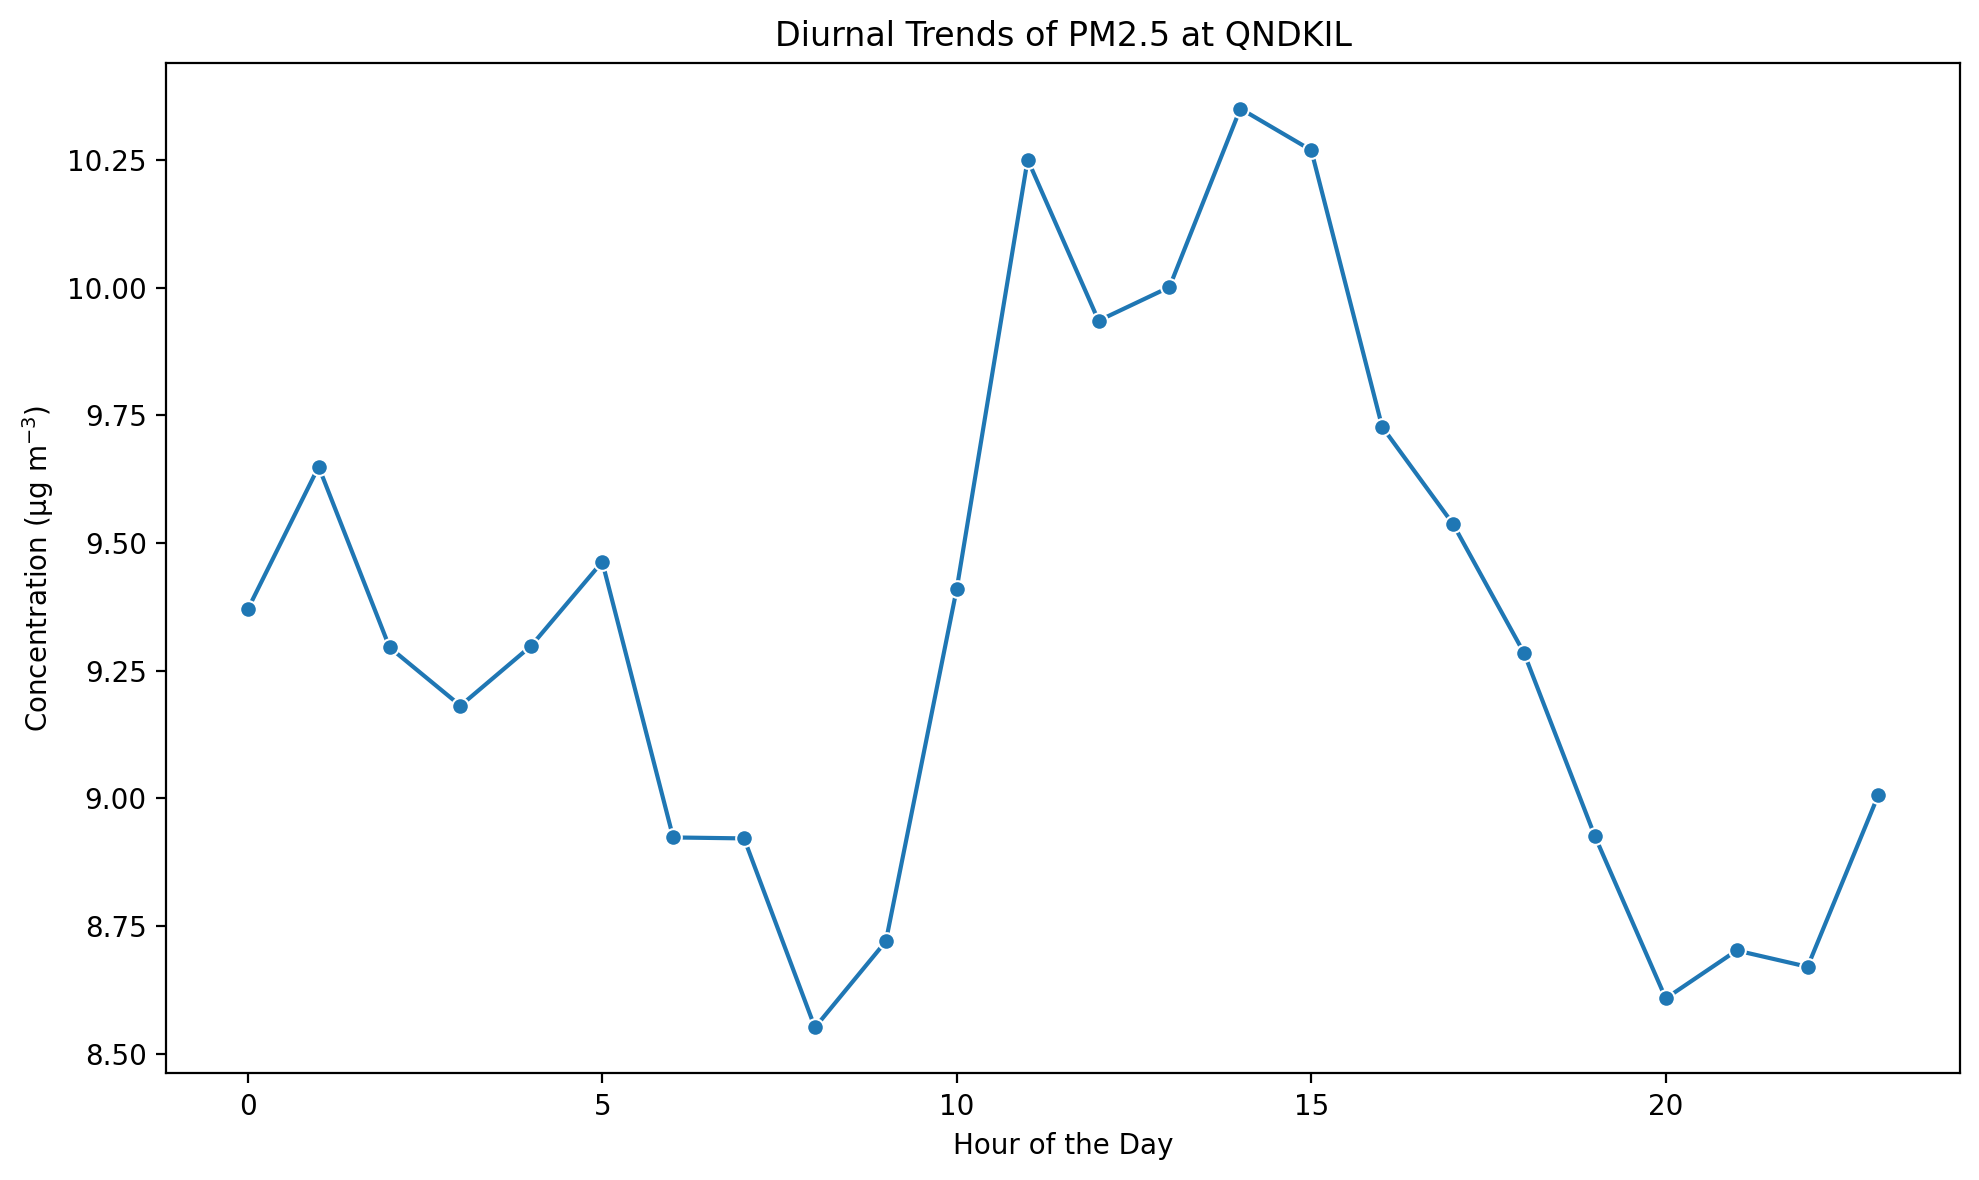 Diurnal Trends of PM2.5 at QNDKIL
Concentration (µg m⁻³)
10.25
10.00
9.75
9.50
9.25
9.00
8.75
8.50
0 5 10 15 20
Hour of the Day